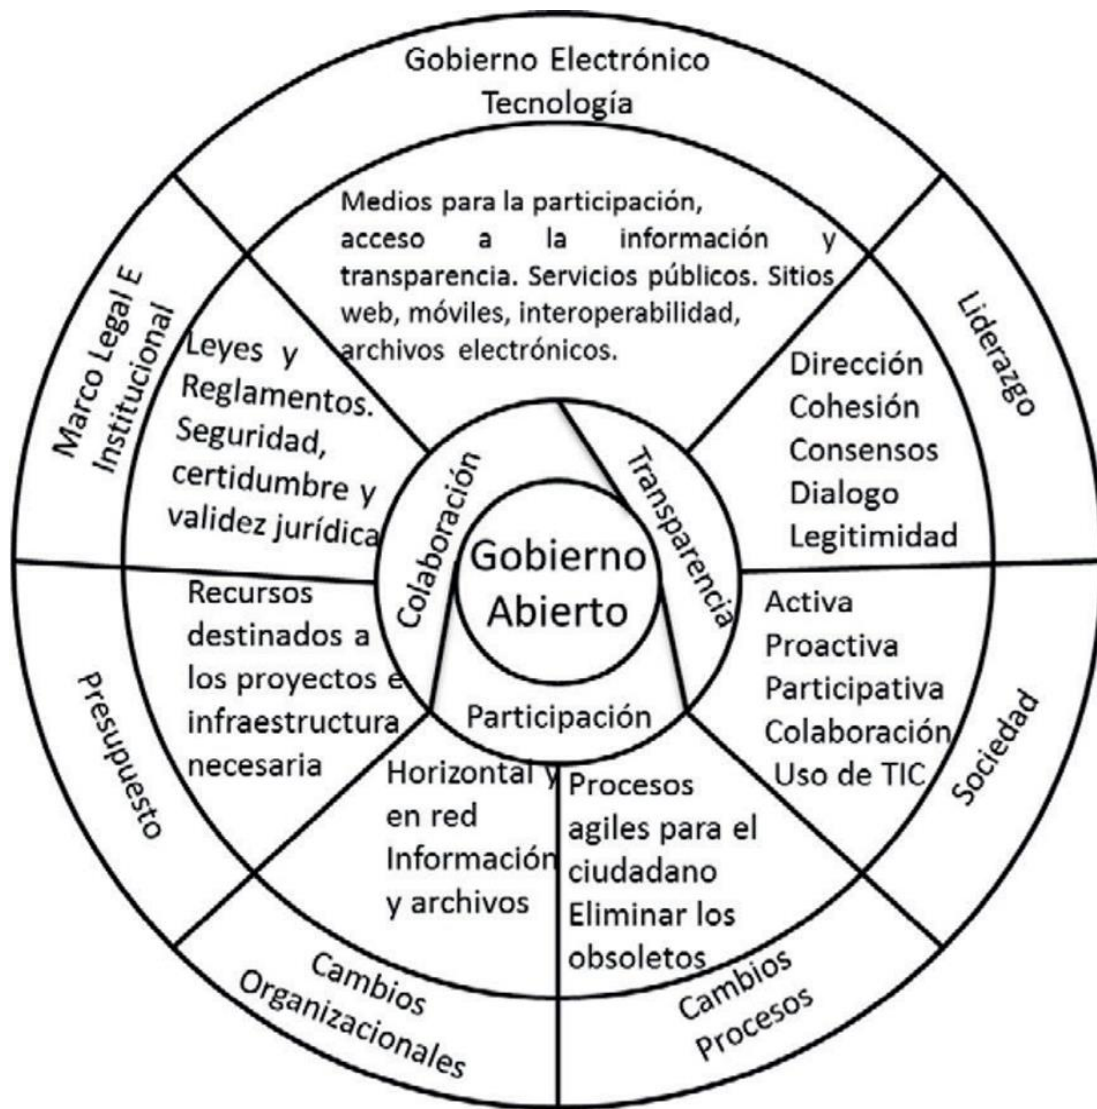 Gobierno Electrónico
Tecnología
Medios para la participación,
acceso a la información y
transparencia. Servicios públicos. Sitios
web, móviles, interoperabilidad,
archivos electrónicos.
Liderazgo
Dirección
Cohesión
Consensos
Dialogo
Legitimidad
Sociedad
Activa
Proactiva
Participativa
Colaboración
Uso de TIC
Cambios
Procesos
Procesos
agiles para el
ciudadano
Eliminar los
obsoletos
Cambios
Organizacionales
Horizontal y
en red
Información
y archivos
Presupuesto
Recursos
destinados a
los proyectos e
infraestructura
necesaria
Marco Legal E
Institucional
Leyes y
Reglamentos.
Seguridad,
certidumbre y
validez jurídica
Colaboración
Transparencia
Participación
Gobierno
Abierto